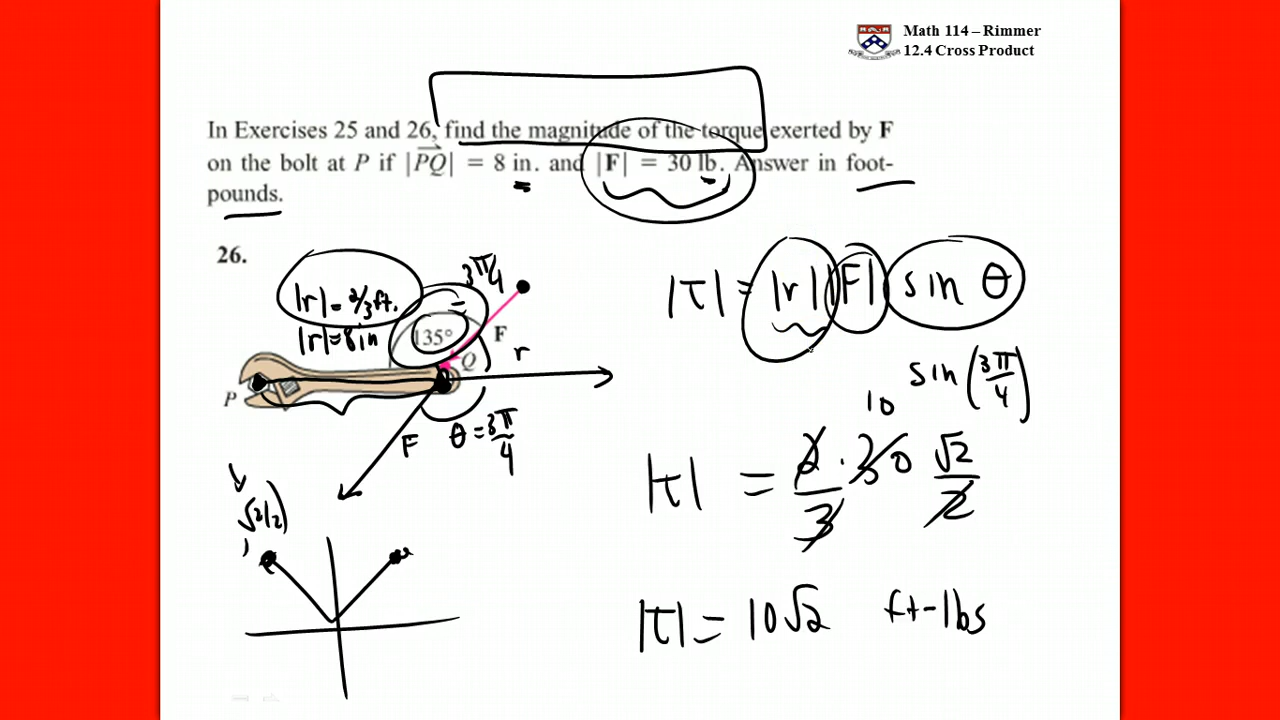 Math 114 – Rimmer
12.4 Cross Product
In Exercises 25 and 26, find the magnitude of the torque exerted by F
on the bolt at P if |PQ| = 8 in. and |F| = 30 lb. Answer in foot-
pounds.
26.
|r| = 2/3 ft.
|r| = 8 in
3π/4
=
135°
F
Q
r
P
F
θ = 3π/4
|τ| = |r| |F| sin θ
sin(3π/4)
10
|τ| = 2/3 · 30 √2/2
|τ| = 10√2 ft-lbs